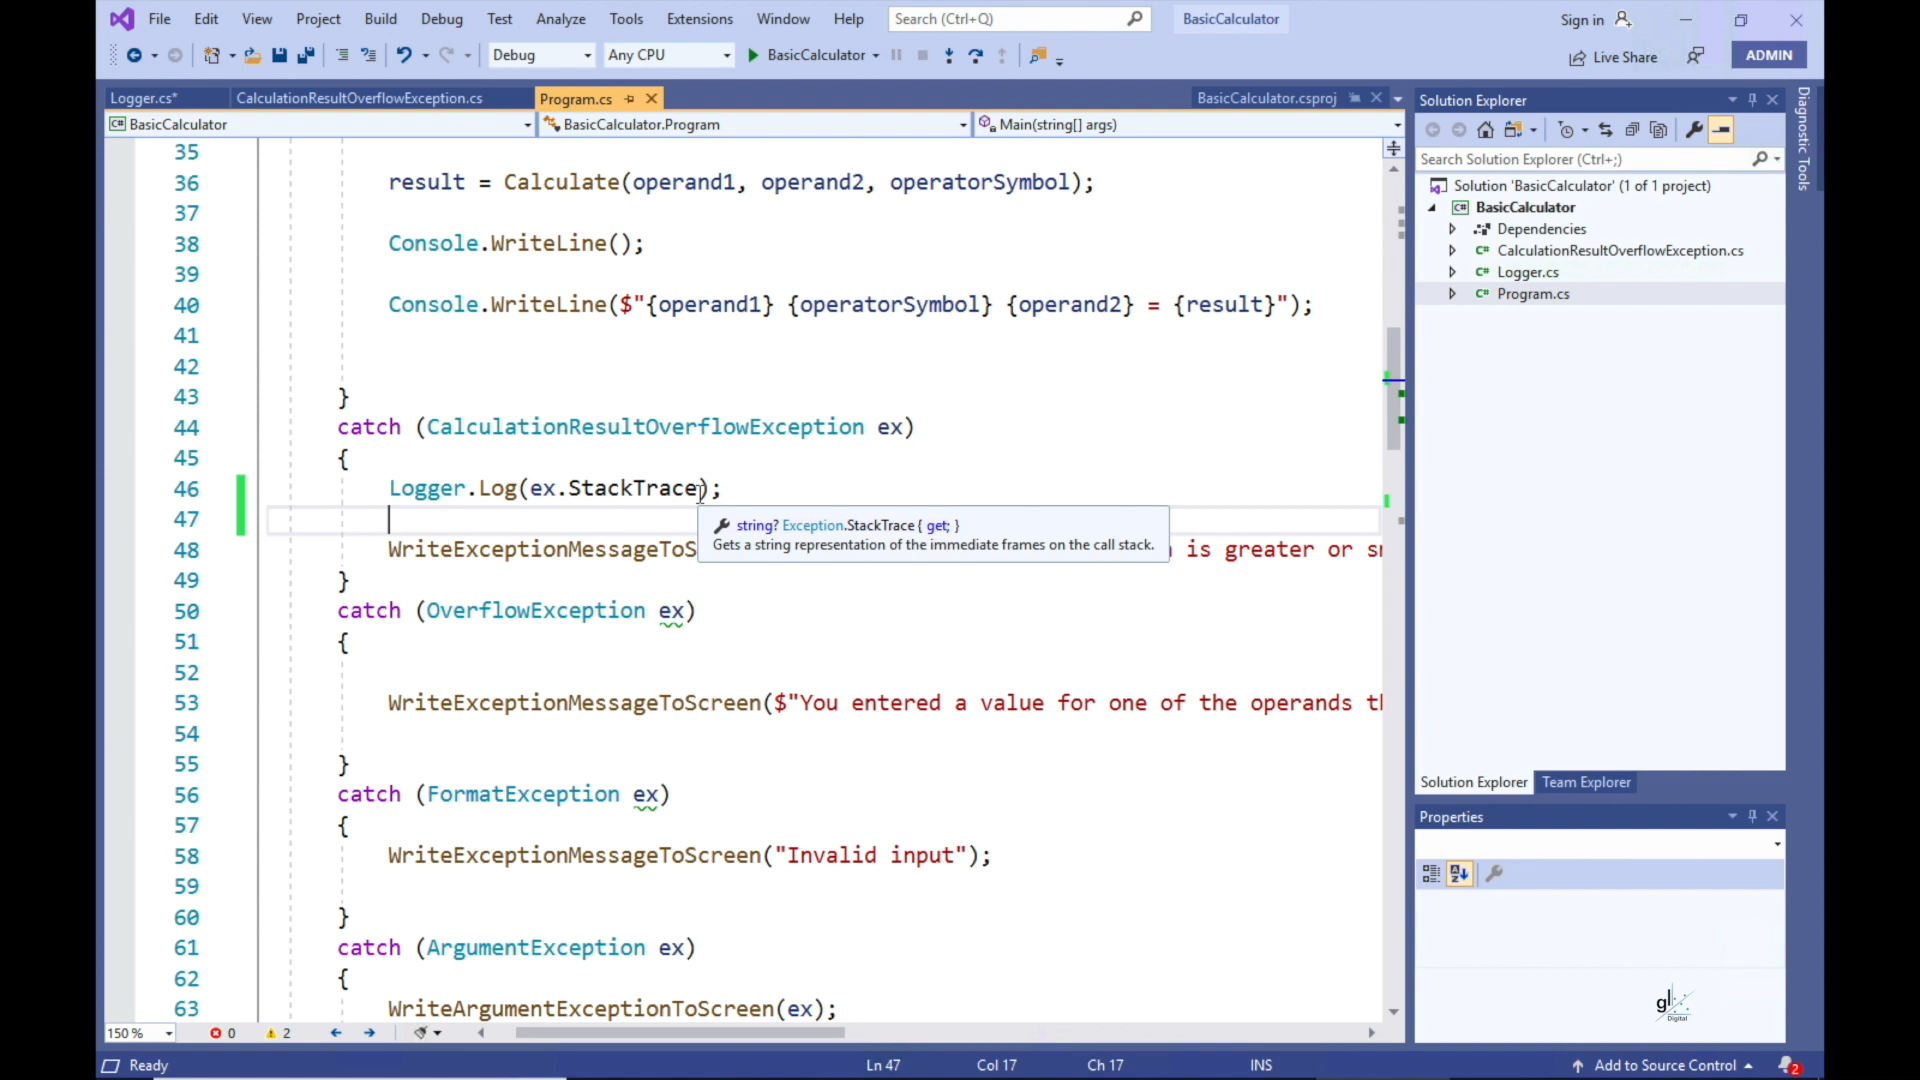 File Edit View Project Build Debug Test Analyze Tools Extensions Window Help Search (Ctrl+Q) BasicCalculator Sign in
Debug Any CPU BasicCalculator Live Share ADMIN
Logger.cs* CalculationResultOverflowException.cs Program.cs BasicCalculator.csproj
BasicCalculator BasicCalculator.Program Main(string[] args)
35
36 result = Calculate(operand1, operand2, operatorSymbol);
37
38 Console.WriteLine();
39
40 Console.WriteLine($"{operand1} {operatorSymbol} {operand2} = {result}");
41
42
43 }
44 catch (CalculationResultOverflowException ex)
45 {
46 Logger.Log(ex.StackTrace);
47
string? Exception.StackTrace { get; }
Gets a string representation of the immediate frames on the call stack.
48 WriteExceptionMessageToS is greater or
49 }
50 catch (OverflowException ex)
51 {
52
53 WriteExceptionMessageToScreen($"You entered a value for one of the operands
54
55 }
56 catch (FormatException ex)
57 {
58 WriteExceptionMessageToScreen("Invalid input");
59
60 }
61 catch (ArgumentException ex)
62 {
63 WriteArgumentExceptionToScreen(ex);
150 % 0 2
Solution Explorer
Search Solution Explorer (Ctrl+;)
Solution 'BasicCalculator' (1 of 1 project)
C# BasicCalculator
Dependencies
C# CalculationResultOverflowException.cs
C# Logger.cs
C# Program.cs
Solution Explorer Team Explorer
Properties
Diagnostic Tools
gl
Digital
Ready Ln 47 Col 17 Ch 17 INS Add to Source Control 2